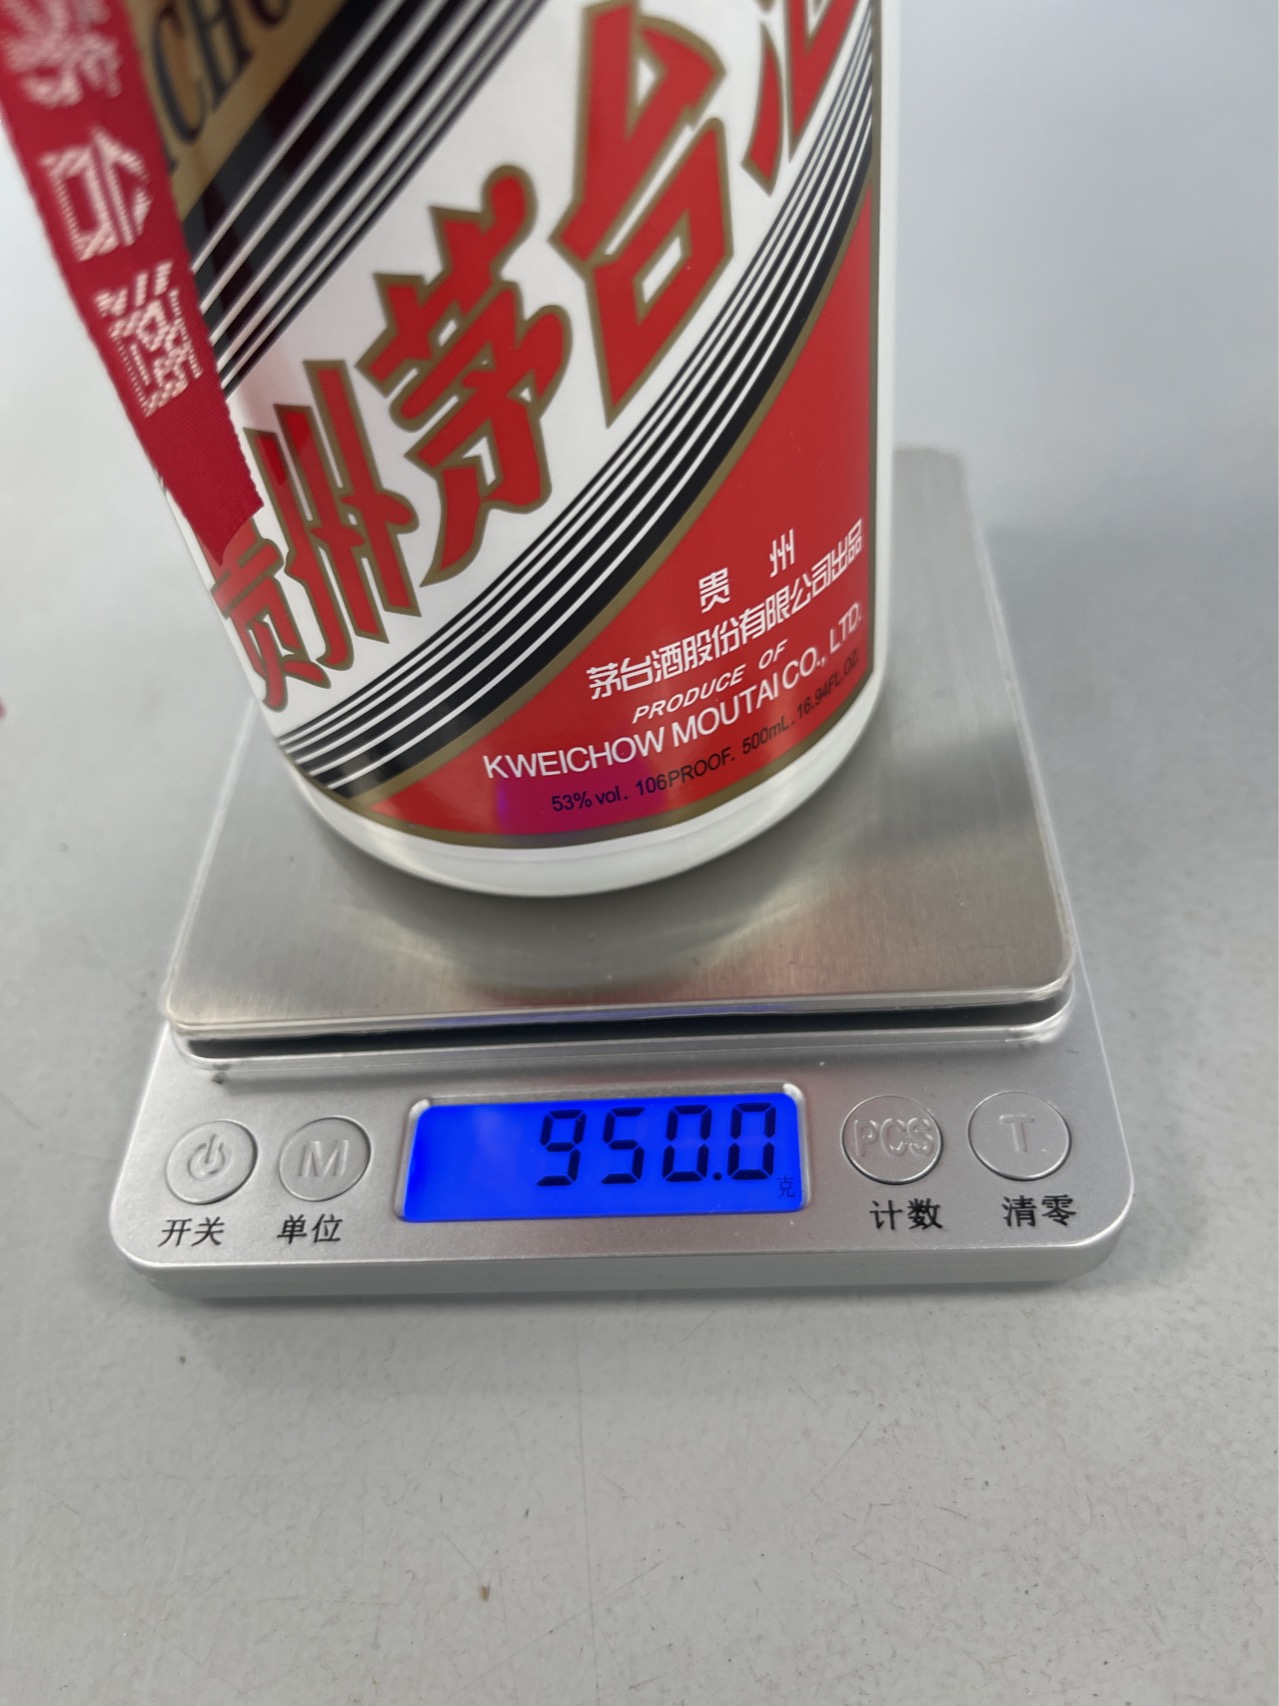 CHO
贵州茅台酒
贵州
茅台酒股份有限公司出品
PRODUCE OF
KWEICHOW MOUTAI CO., LTD.
53% vol. 106PROOF. 500mL. 16.94FL.OZ.
950.0
克
M
PCS
T
开关
单位
计数
清零